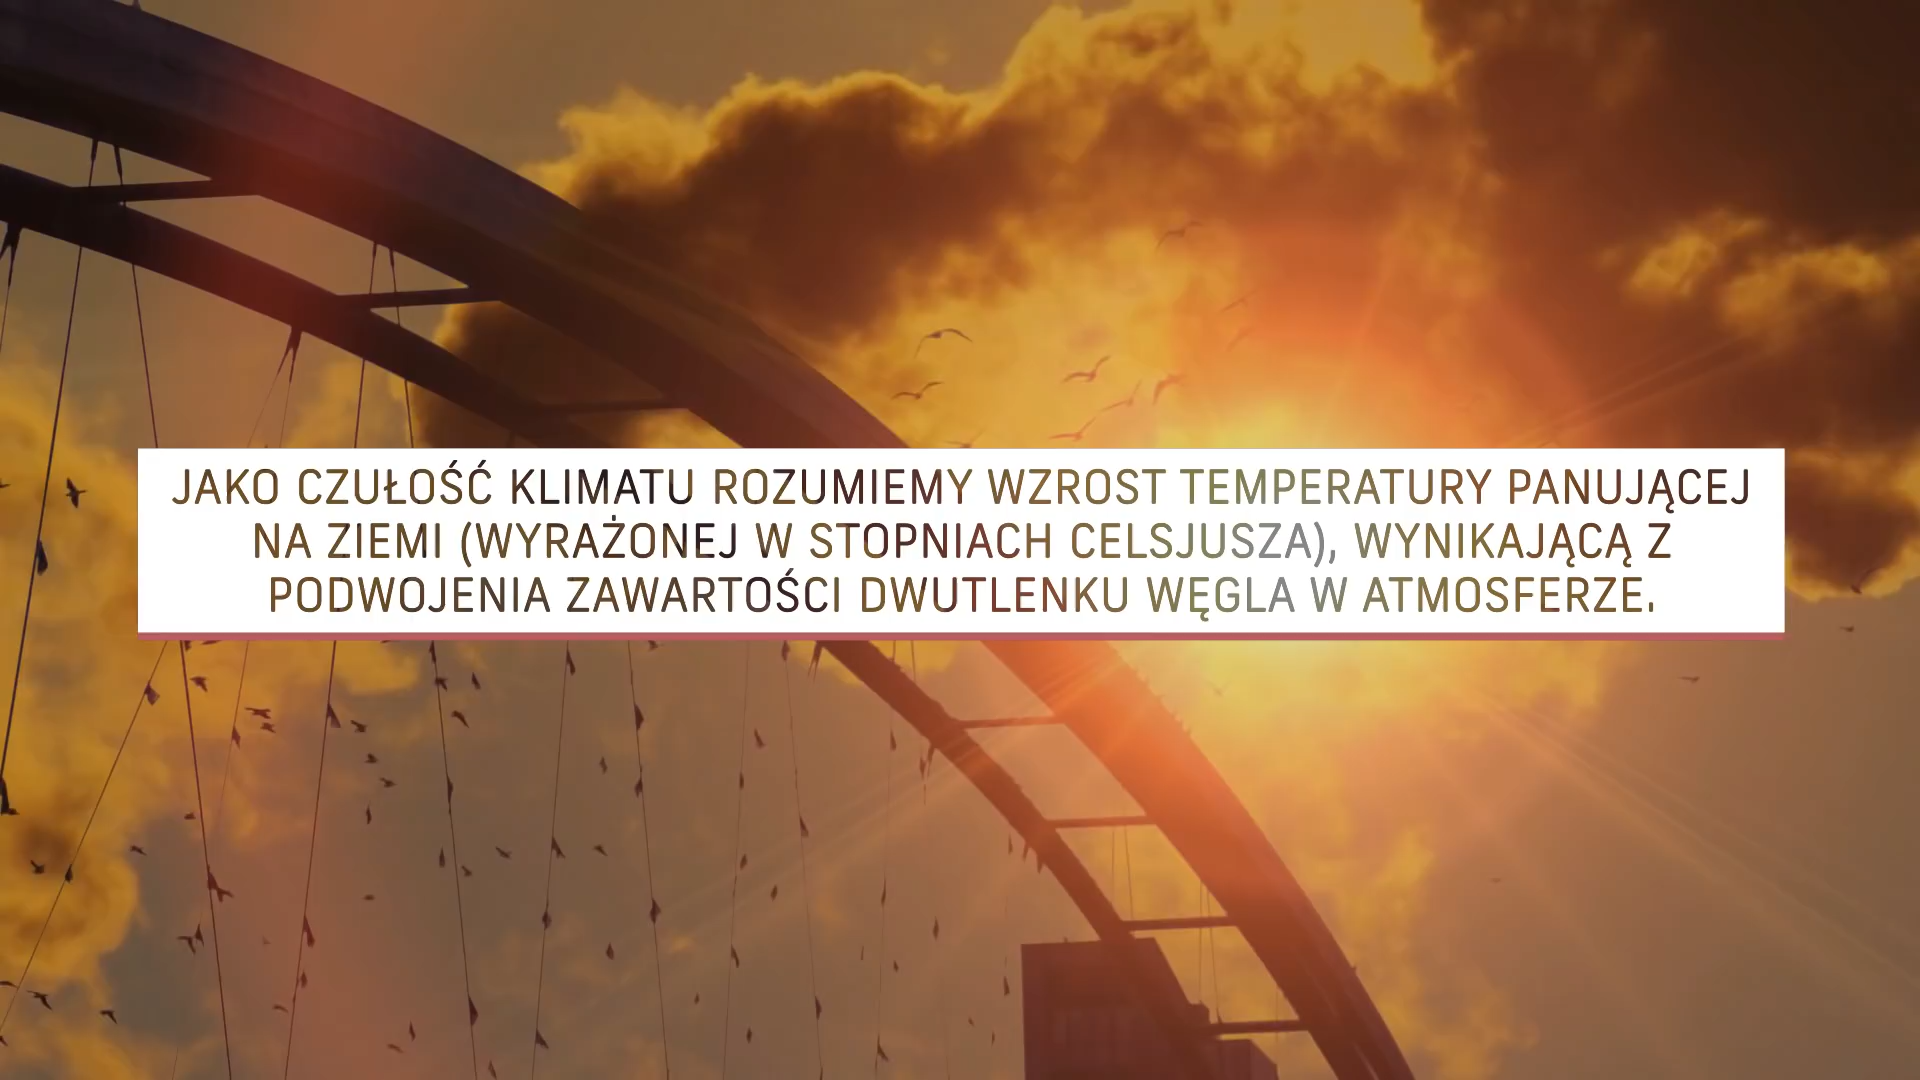 JAKO CZUŁOŚĆ KLIMATU ROZUMIEMY WZROST TEMPERATURY PANUJĄCEJ
NA ZIEMI (WYRAŻONEJ W STOPNIACH CELSJUSZA), WYNIKAJĄCĄ Z
PODWOJENIA ZAWARTOŚCI DWUTLENKU WĘGLA W ATMOSFERZE.